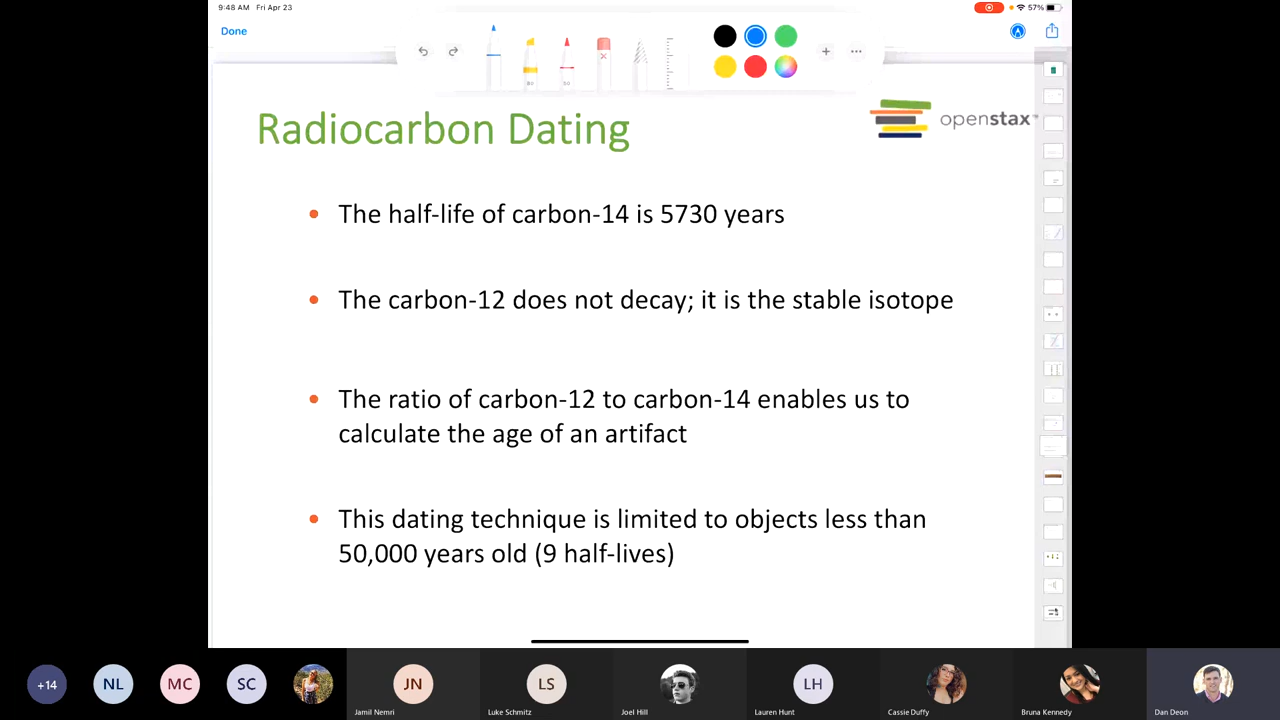 9:48 AM Fri Apr 23
57%
Done
Radiocarbon Dating
openstax™
• The half-life of carbon-14 is 5730 years
• The carbon-12 does not decay; it is the stable isotope
• The ratio of carbon-12 to carbon-14 enables us to
calculate the age of an artifact
• This dating technique is limited to objects less than
50,000 years old (9 half-lives)
+14
NL
MC
SC
JN
LS
LH
Jamil Nemri
Luke Schmitz
Joel Hill
Lauren Hunt
Cassie Duffy
Bruna Kennedy
Dan Deon